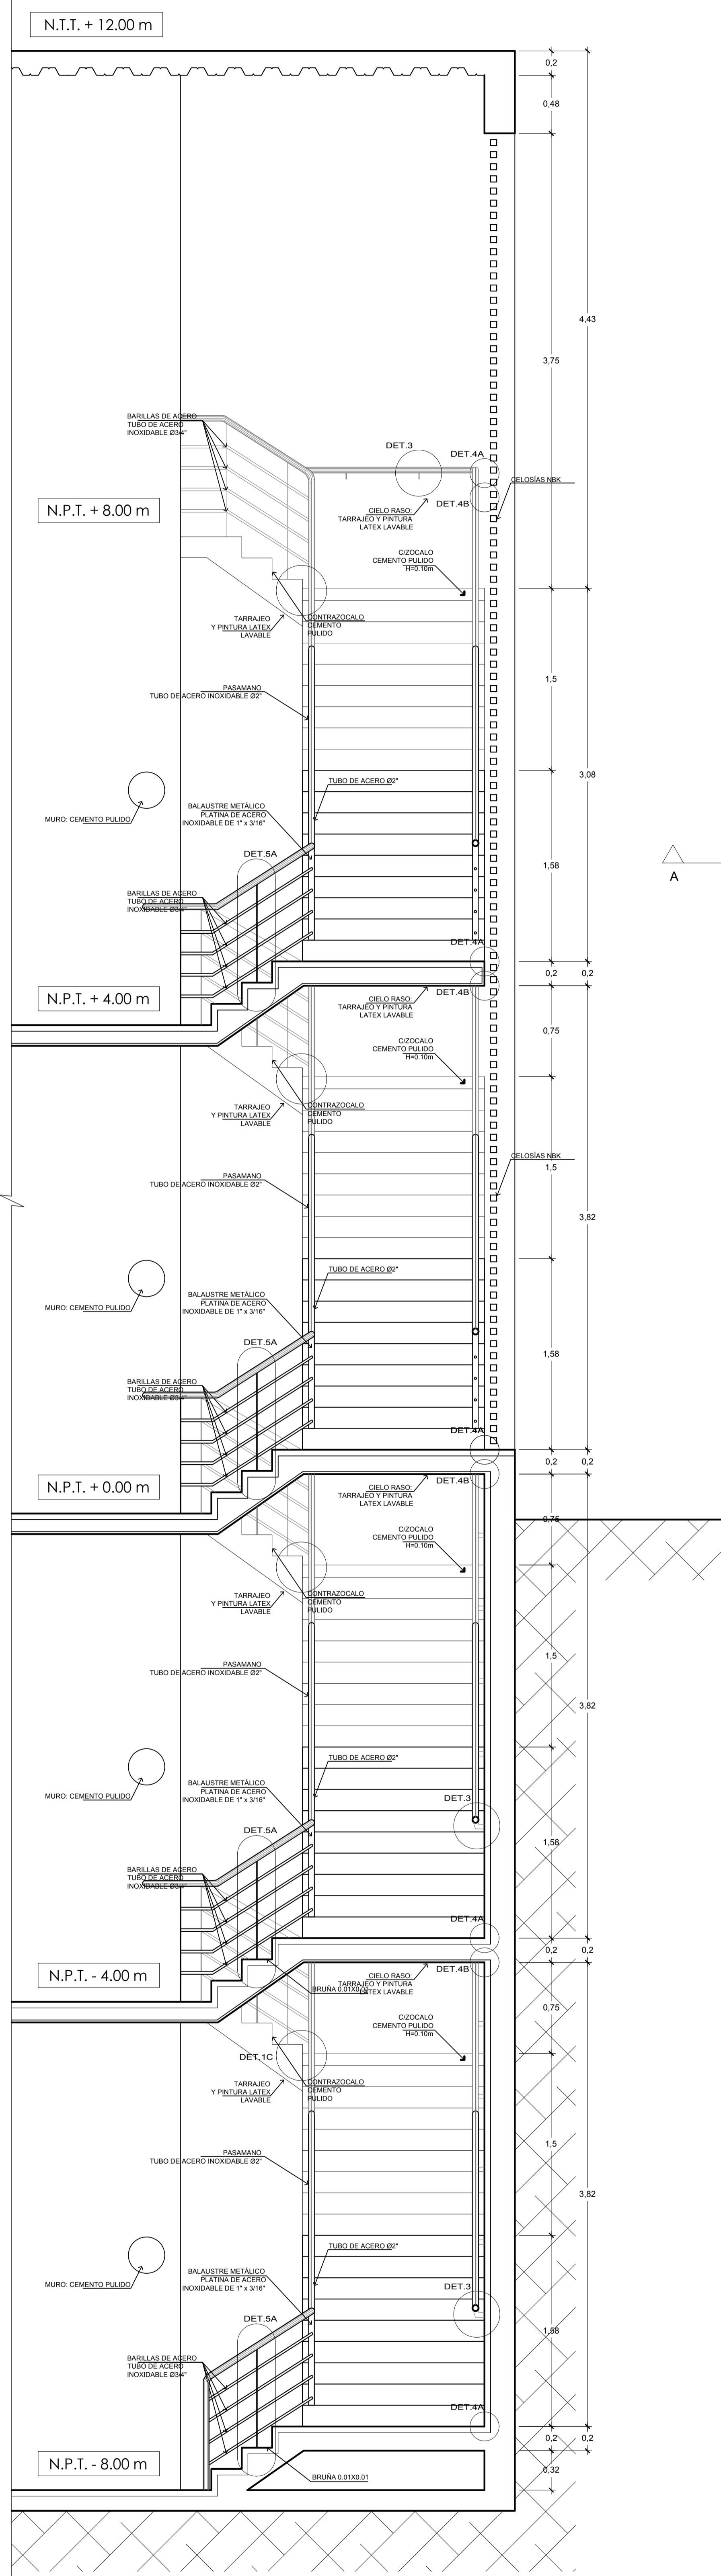 N.T.T. + 12.00 m
0,2
0,48
4,43
3,75
BARILLAS DE ACERO
TUBO DE ACERO
INOXIDABLE Ø3/4"
DET.3
DET.4A
CELOSÍAS NBK
DET.4B
N.P.T. + 8.00 m
CIELO RASO:
TARRAJEO Y PINTURA
LATEX LAVABLE
C/ZOCALO
CEMENTO PULIDO
H=0.10m
TARRAJEO
Y PINTURA LATEX
LAVABLE
CONTRAZOCALO
CEMENTO
PULIDO
1,5
PASAMANO
TUBO DE ACERO INOXIDABLE Ø2"
3,08
TUBO DE ACERO Ø2"
BALAUSTRE METÁLICO
PLATINA DE ACERO
INOXIDABLE DE 1" x 3/16"
MURO: CEMENTO PULIDO
DET.5A
1,58
A
BARILLAS DE ACERO
TUBO DE ACERO
INOXIDABLE Ø3/4"
DET.4A
0,2
0,2
N.P.T. + 4.00 m
CIELO RASO:
TARRAJEO Y PINTURA
LATEX LAVABLE
DET.4B
0,75
C/ZOCALO
CEMENTO PULIDO
H=0.10m
TARRAJEO
Y PINTURA LATEX
LAVABLE
CONTRAZOCALO
CEMENTO
PULIDO
CELOSÍAS NBK
1,5
PASAMANO
TUBO DE ACERO INOXIDABLE Ø2"
3,82
TUBO DE ACERO Ø2"
BALAUSTRE METÁLICO
PLATINA DE ACERO
INOXIDABLE DE 1" x 3/16"
MURO: CEMENTO PULIDO
DET.5A
1,58
BARILLAS DE ACERO
TUBO DE ACERO
INOXIDABLE Ø3/4"
DET.4A
0,2
0,2
N.P.T. + 0.00 m
CIELO RASO:
TARRAJEO Y PINTURA
LATEX LAVABLE
DET.4B
0,75
C/ZOCALO
CEMENTO PULIDO
H=0.10m
TARRAJEO
Y PINTURA LATEX
LAVABLE
CONTRAZOCALO
CEMENTO
PULIDO
1,5
PASAMANO
TUBO DE ACERO INOXIDABLE Ø2"
3,82
TUBO DE ACERO Ø2"
BALAUSTRE METÁLICO
PLATINA DE ACERO
INOXIDABLE DE 1" x 3/16"
MURO: CEMENTO PULIDO
DET.3
DET.5A
1,58
BARILLAS DE ACERO
TUBO DE ACERO
INOXIDABLE Ø3/4"
DET.4A
0,2
0,2
N.P.T. - 4.00 m
BRUÑA 0.01X0.01
CIELO RASO:
TARRAJEO Y PINTURA
LATEX LAVABLE
DET.4B
0,75
C/ZOCALO
CEMENTO PULIDO
H=0.10m
DET.1C
TARRAJEO
Y PINTURA LATEX
LAVABLE
CONTRAZOCALO
CEMENTO
PULIDO
1,5
PASAMANO
TUBO DE ACERO INOXIDABLE Ø2"
3,82
TUBO DE ACERO Ø2"
BALAUSTRE METÁLICO
PLATINA DE ACERO
INOXIDABLE DE 1" x 3/16"
MURO: CEMENTO PULIDO
DET.3
DET.5A
1,58
BARILLAS DE ACERO
TUBO DE ACERO
INOXIDABLE Ø3/4"
DET.4A
0,2
0,2
N.P.T. - 8.00 m
BRUÑA 0.01X0.01
0,32